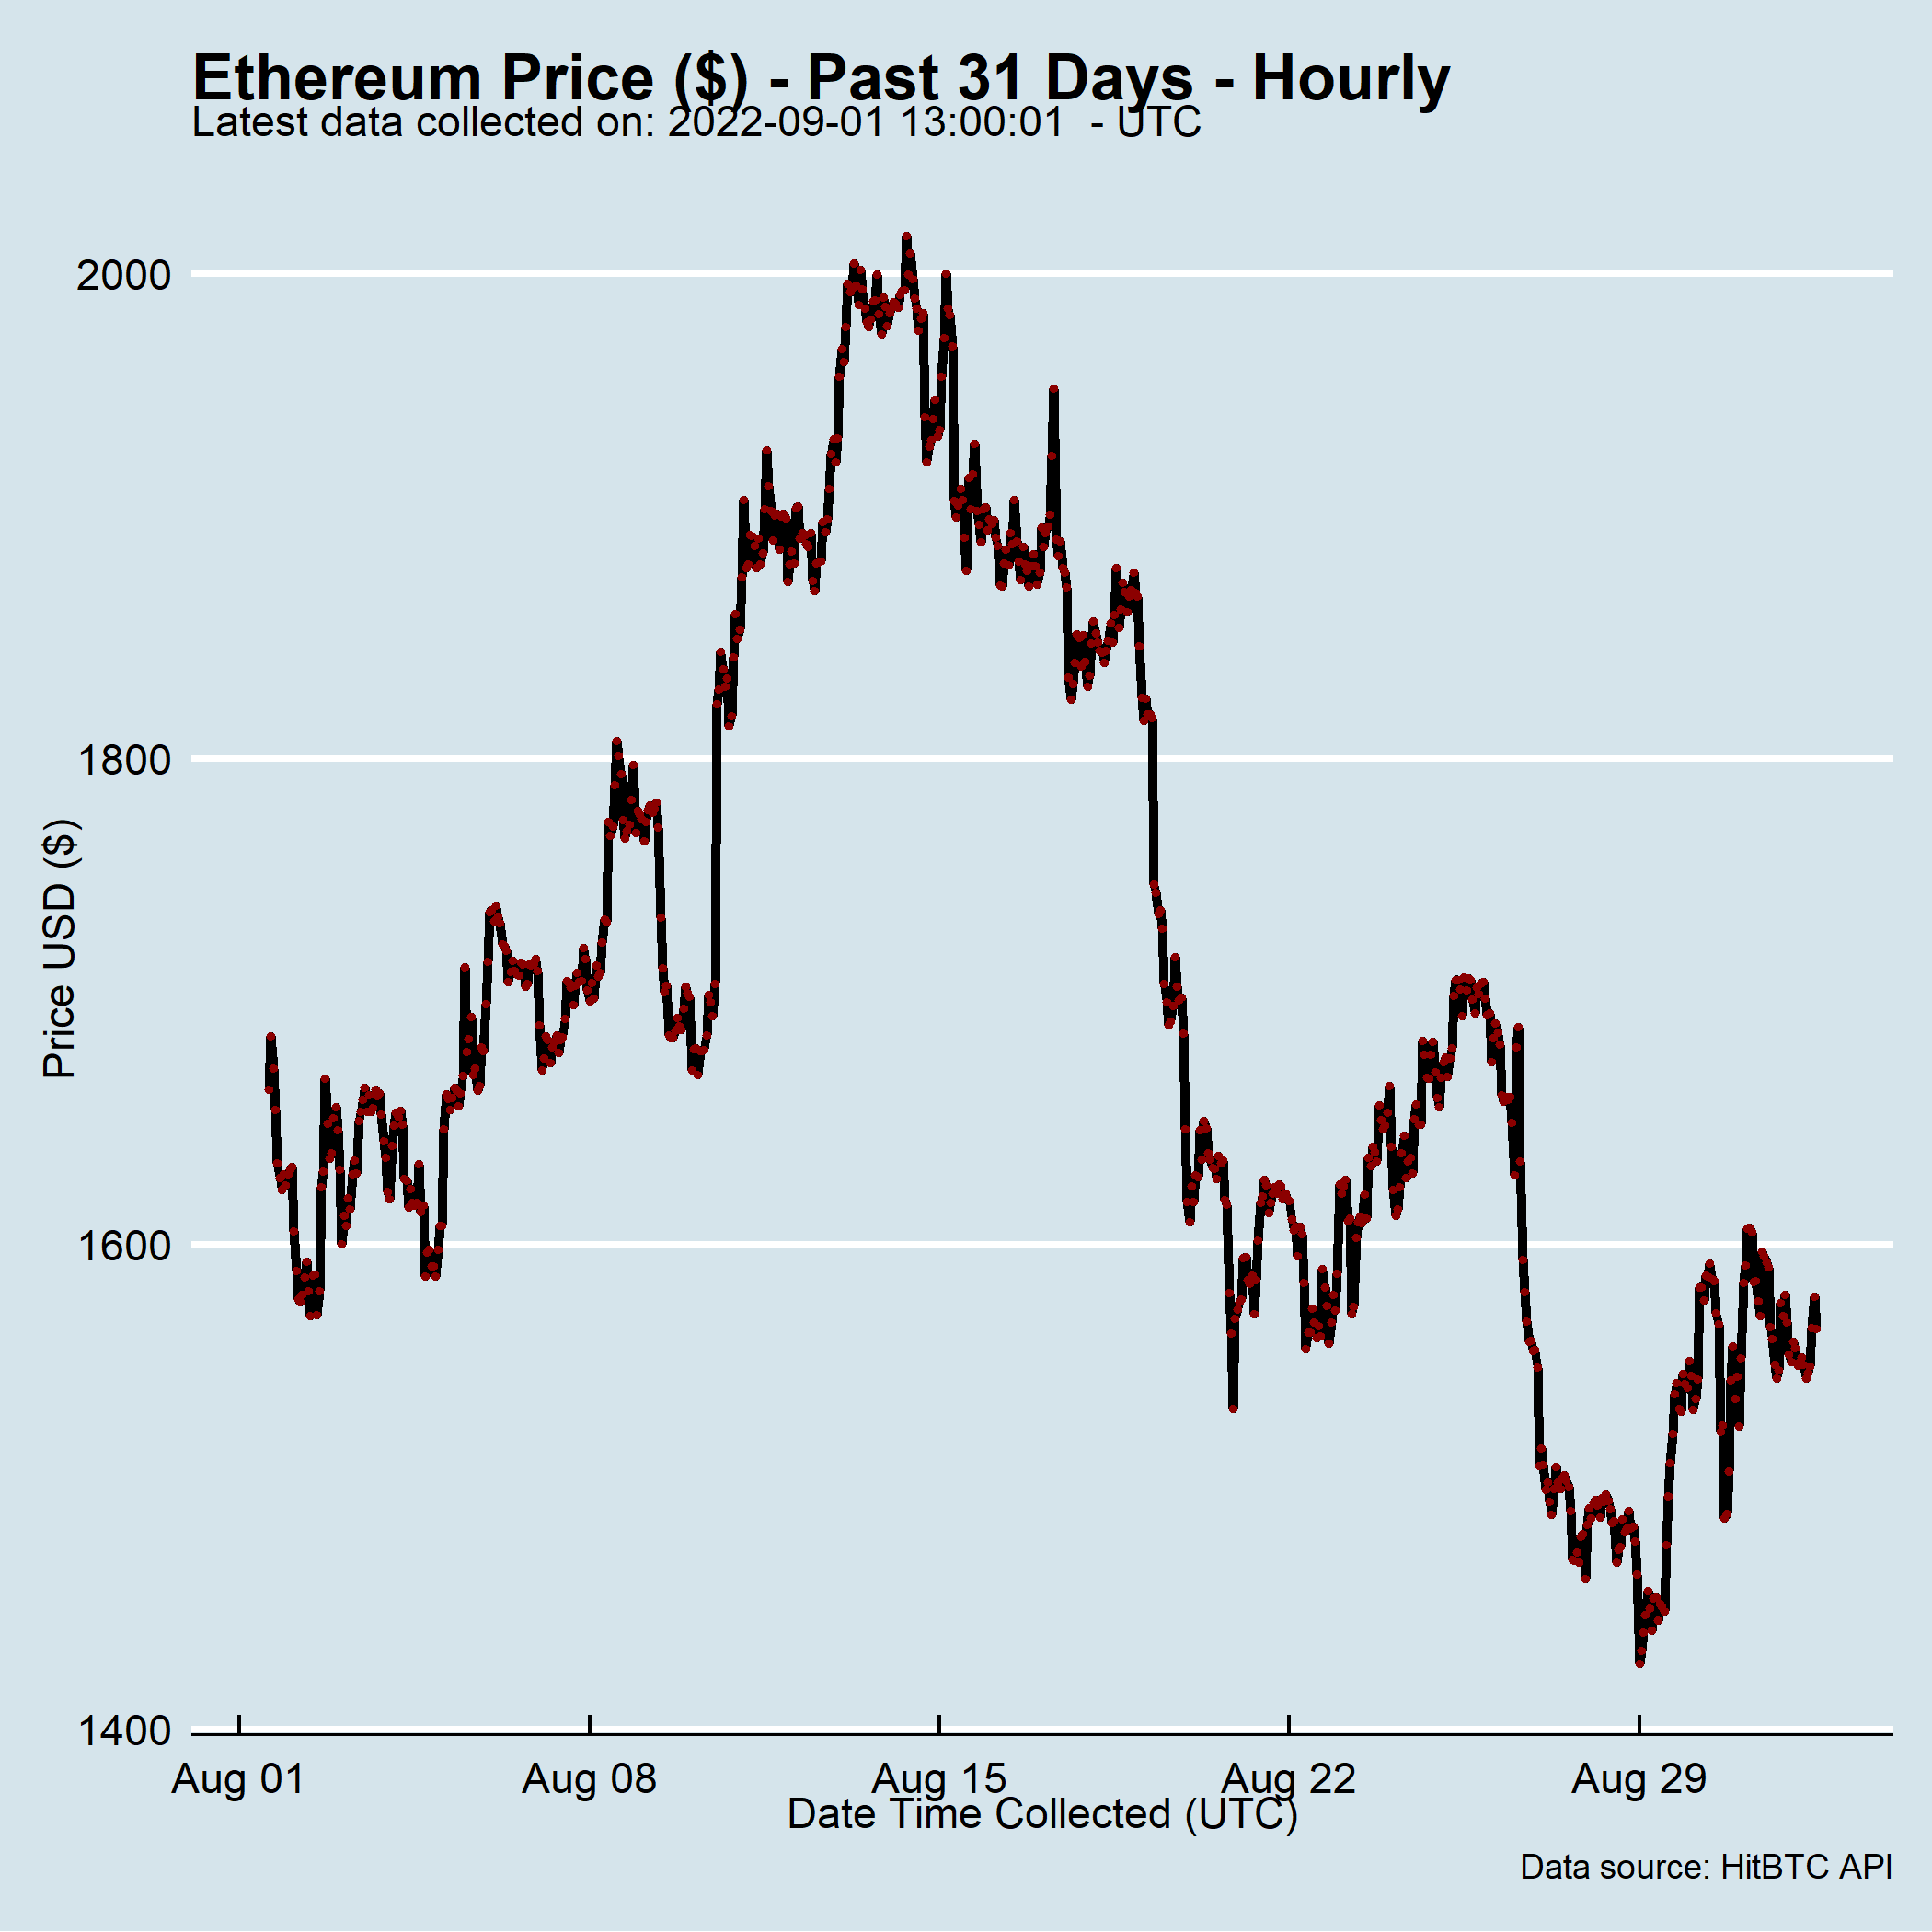 Ethereum Price ($) - Past 31 Days - Hourly
Latest data collected on: 2022-09-01 13:00:01  - UTC
Price USD ($)
2000
1800
1600
1400
Aug 01
Aug 08
Aug 15
Aug 22
Aug 29
Date Time Collected (UTC)
Data source: HitBTC API